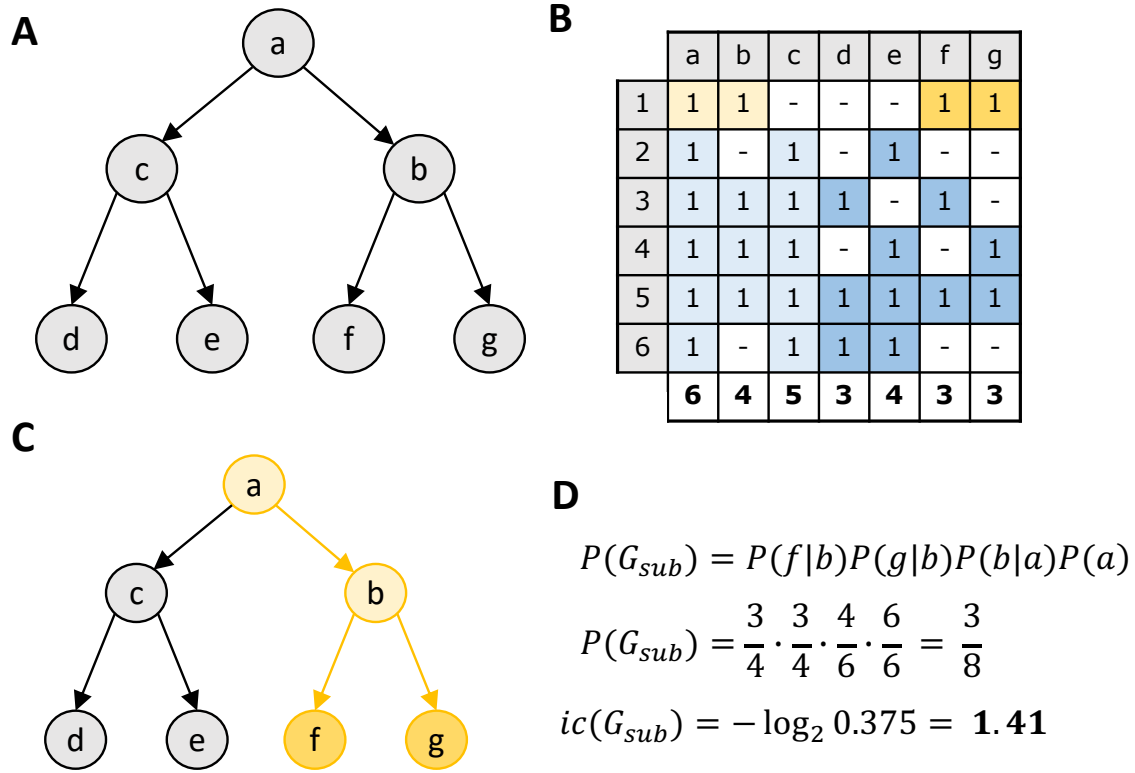 A
a
c
b
d
e
f
g
B
a b c d e f g
1 1 1 - - - 1 1
2 1 - 1 - 1 - -
3 1 1 1 1 - 1 -
4 1 1 1 - 1 - 1
5 1 1 1 1 1 1 1
6 1 - 1 1 1 - -
6 4 5 3 4 3 3
C
a
c
b
d
e
f
g
D
P(G_sub) = P(f|b)P(g|b)P(b|a)P(a)
P(G_sub) = 3/4 · 3/4 · 4/6 · 6/6 = 3/8
ic(G_sub) = − log₂ 0.375 = 1.41